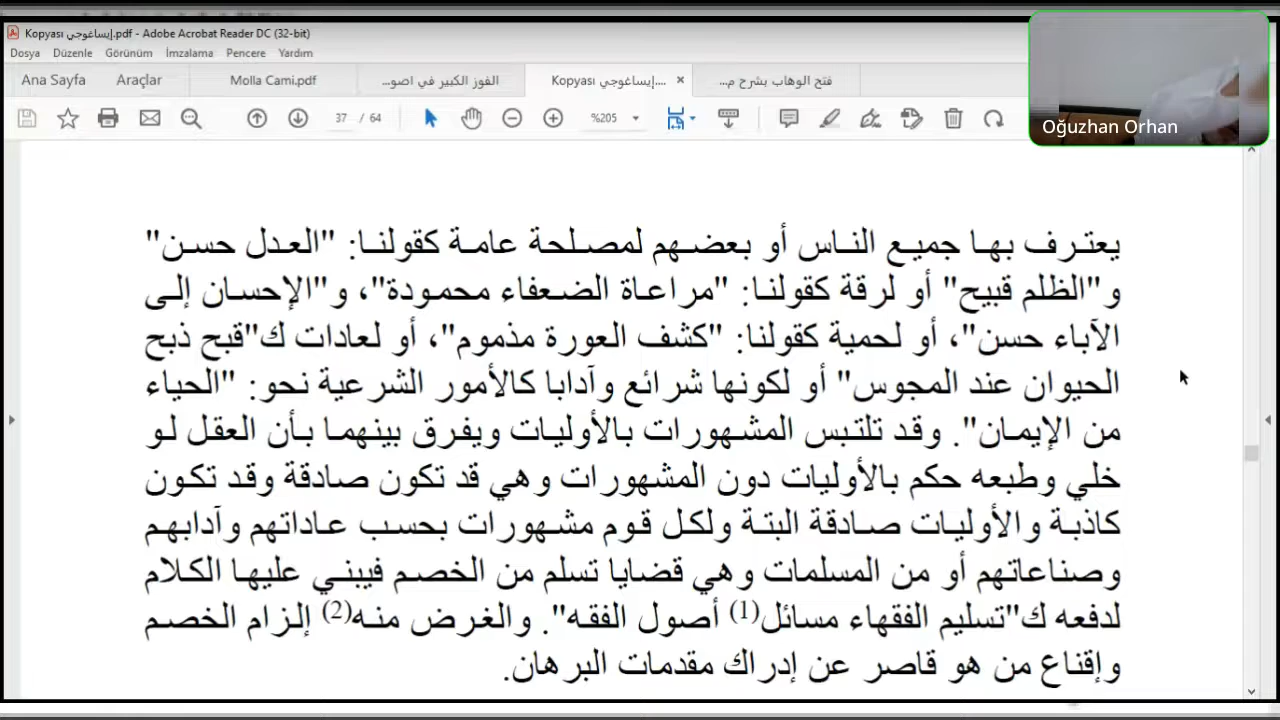 إيساغوجي Kopyası.pdf - Adobe Acrobat Reader DC (32-bit)
Dosya Düzenle Görünüm İmzalama Pencere Yardım
Ana Sayfa Araçlar Molla Cami.pdf الفوز الكبير في اصو... Kopyası إيساغوجي.... × فتح الوهاب بشرح م...
37 / 64 %205
Oğuzhan Orhan
يعترف بها جميع الناس أو بعضهم لمصلحة عامة كقولنا: "العدل حسن"
و"الظلم قبيح" أو لرقة كقولنا: "مراعاة الضعفاء محمودة"، و"الإحسان إلى
الآباء حسن"، أو لحمية كقولنا: "كشف العورة مذموم"، أو لعادات ك"قبح ذبح
الحيوان عند المجوس" أو لكونها شرائع وآدابا كالأمور الشرعية نحو: "الحياء
من الإيمان". وقد تلتبس المشهورات بالأوليات ويفرق بينهما بأن العقل لو
خلي وطبعه حكم بالأوليات دون المشهورات وهي قد تكون صادقة وقد تكون
كاذبة والأوليات صادقة البتة ولكل قوم مشهورات بحسب عاداتهم وآدابهم
وصناعاتهم أو من المسلمات وهي قضايا تسلم من الخصم فيبني عليها الكلام
لدفعه ك"تسليم الفقهاء مسائل(1) أصول الفقه". والغرض منه(2) إلزام الخصم
وإقناع من هو قاصر عن إدراك مقدمات البرهان.